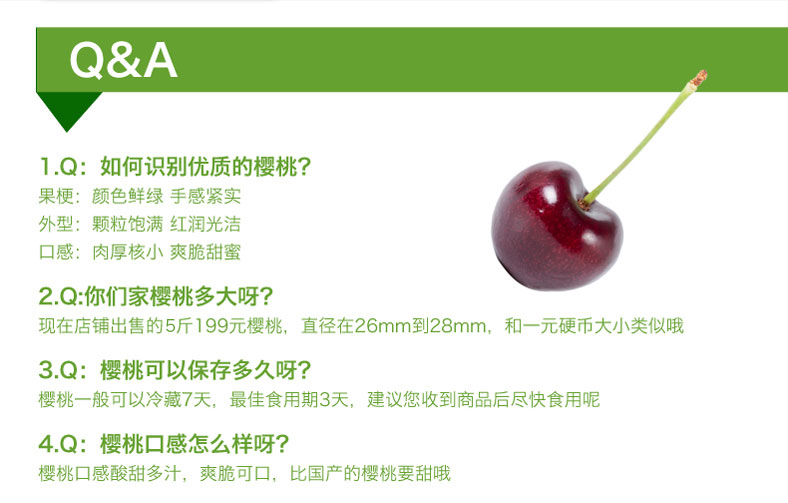 Q&A
1.Q：如何识别优质的樱桃？
果梗：颜色鲜绿 手感紧实
外型：颗粒饱满 红润光洁
口感：肉厚核小 爽脆甜蜜
2.Q:你们家樱桃多大呀？
现在店铺出售的5斤199元樱桃，直径在26mm到28mm，和一元硬币大小类似哦
3.Q：樱桃可以保存多久呀？
樱桃一般可以冷藏7天，最佳食用期3天，建议您收到商品后尽快食用呢
4.Q：樱桃口感怎么样呀？
樱桃口感酸甜多汁，爽脆可口，比国产的樱桃要甜哦